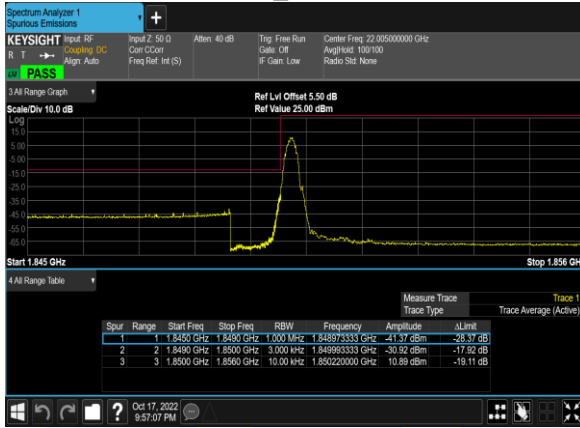 Spectrum Analyzer 1
Spurious Emissions
+
KEYSIGHT Input: RF Input Z: 50 Ω Atten: 40 dB Trig: Free Run Center Freq: 22.005000000 GHz
R T Coupling: DC Corr CCorr Gate: Off Avg|Hold: 100/100
Align: Auto Freq Ref: Int (S) IF Gain: Low Radio Std: None
PASS
3 All Range Graph
Ref Lvl Offset 5.50 dB
Scale/Div 10.0 dB Ref Value 25.00 dBm
Log
15.0
5.00
-5.00
-15.0
-25.0
-35.0
-45.0
-55.0
-65.0
Start 1.845 GHz Stop 1.856 GH
4 All Range Table
Measure Trace Trace 1
Trace Type Trace Average (Active)
Spur Range Start Freq Stop Freq RBW Frequency Amplitude ΔLimit
1 1 1.8450 GHz 1.8490 GHz 1.000 MHz 1.848973333 GHz -41.37 dBm -28.37 dB
2 2 1.8490 GHz 1.8500 GHz 3.000 kHz 1.849993333 GHz -30.92 dBm -17.92 dB
3 3 1.8500 GHz 1.8560 GHz 10.00 kHz 1.850220000 GHz 10.89 dBm -19.11 dB
? Oct 17, 2022
9:57:07 PM